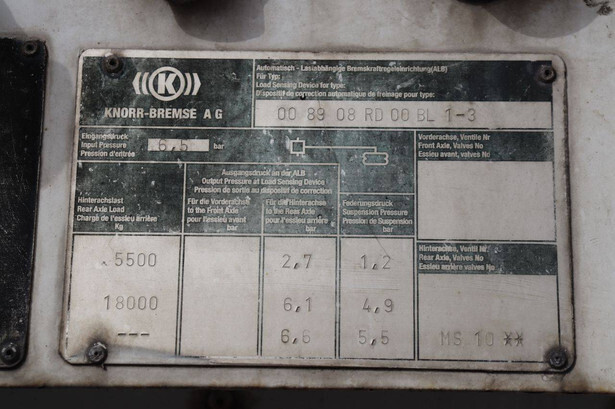 K
KNORR-BREMSE AG
Automatisch - Lastabhängige Bremskraftregeleinrichtung(ALB)
Für Typ:
Load Sensing Device for type:
Dispositif de correction automatique de freinage pour type:
00 89 08 RD 00 BL 1-3
Eingangsdruck
Input Pressure 6,5 bar
Pression d'entrée
Vorderachse, Ventile Nr
Front Axle, Valves No
Essieu avant, valves No
Ausgangsdruck an der ALB
Output Pressure at Load Sensing Device
Pression de sortie au dispositif de correction
Hinterachslast
Rear Axle Load
Charge de l'essieu arrière
Kg
Für die Vorderachse
to the Front Axle
pour l'essieu avant
bar
Für die Hinterachse
to the Rear Axle
pour l'essieu arrière
bar
Federungsdruck
Suspension Pressure
Pression de Suspension
bar
Hinterachse, Ventil Nr.
Rear Axle, Valves No
Essieu arrière valves No
5500 2,7 1,2
18000 6,1 4,9
--- 6,5 5,5 MS 10 **